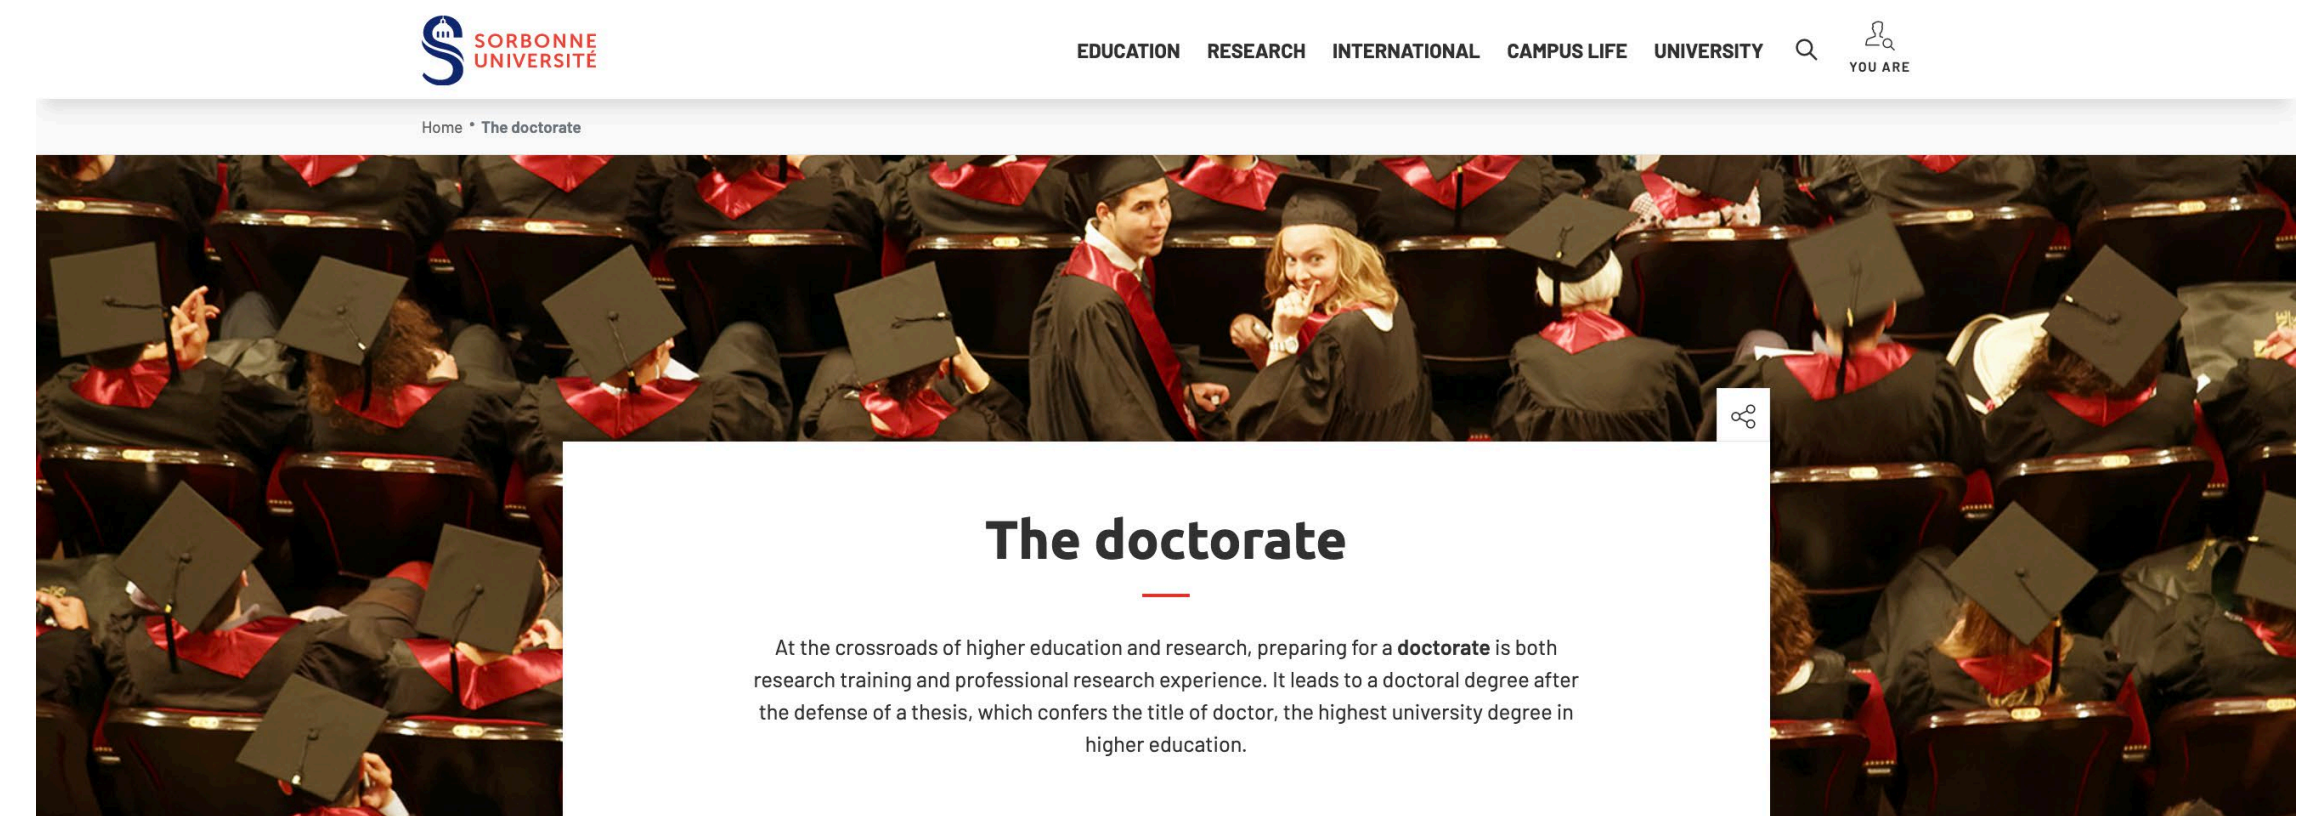 SORBONNE
UNIVERSITÉ
EDUCATION RESEARCH INTERNATIONAL CAMPUS LIFE UNIVERSITY
YOU ARE
Home • The doctorate
The doctorate
At the crossroads of higher education and research, preparing for a doctorate is both
research training and professional research experience. It leads to a doctoral degree after
the defense of a thesis, which confers the title of doctor, the highest university degree in
higher education.